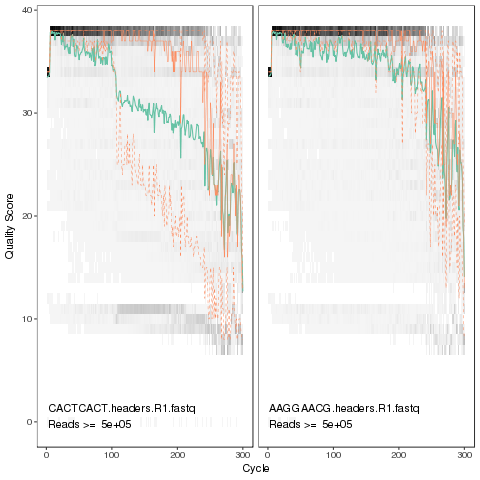 40
30
20
10
0
Quality Score
CACTCACT.headers.R1.fastq
Reads >= 5e+05
AAGGAACG.headers.R1.fastq
Reads >= 5e+05
0 100 200 300 0 100 200 300
Cycle